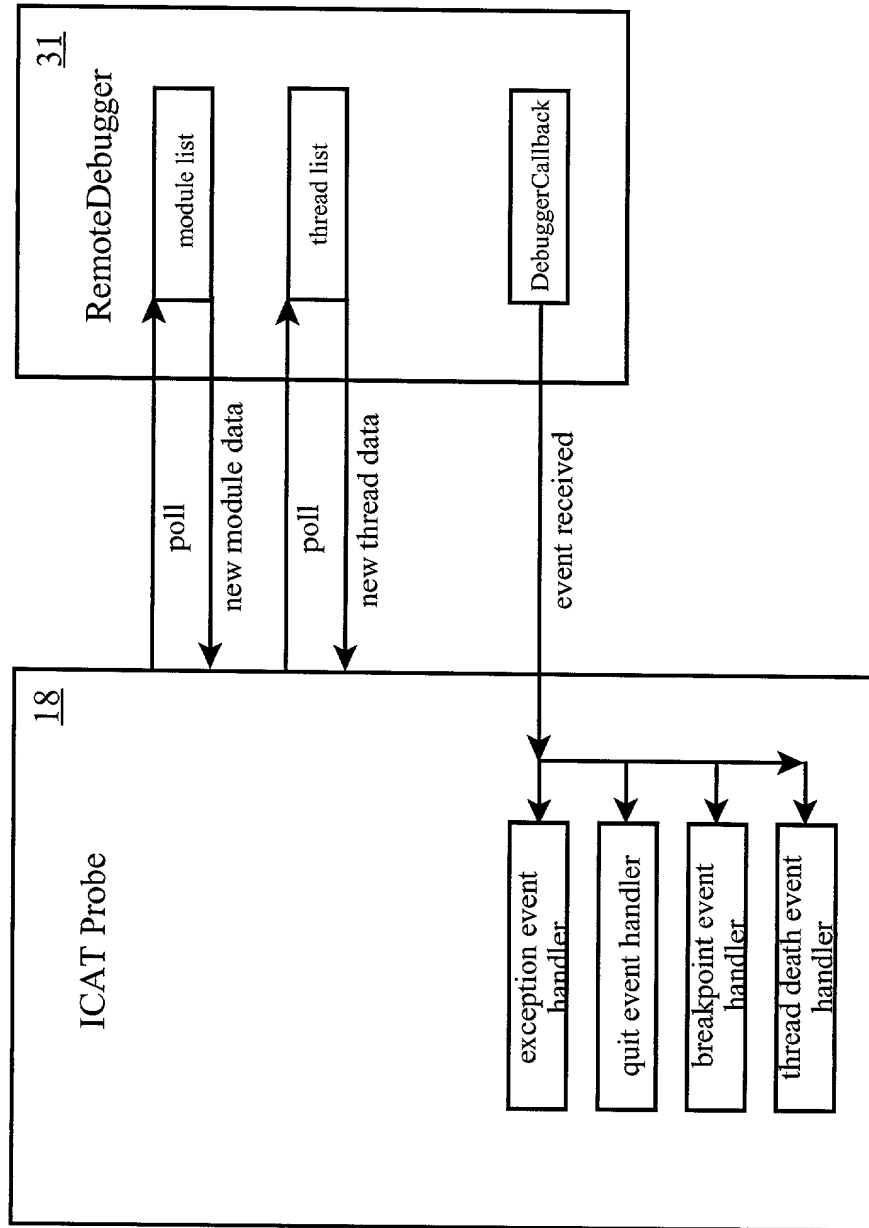 ICAT Probe
18
exception event
handler
quit event handler
breakpoint event
handler
thread death event
handler
poll
new module data
poll
new thread data
event received
RemoteDebugger
31
module list
thread list
DebuggerCallback